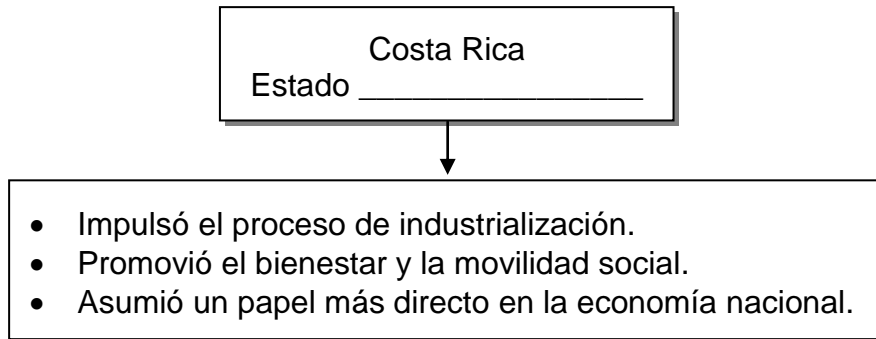 Costa Rica
Estado ________________
• Impulsó el proceso de industrialización.
• Promovió el bienestar y la movilidad social.
• Asumió un papel más directo en la economía nacional.